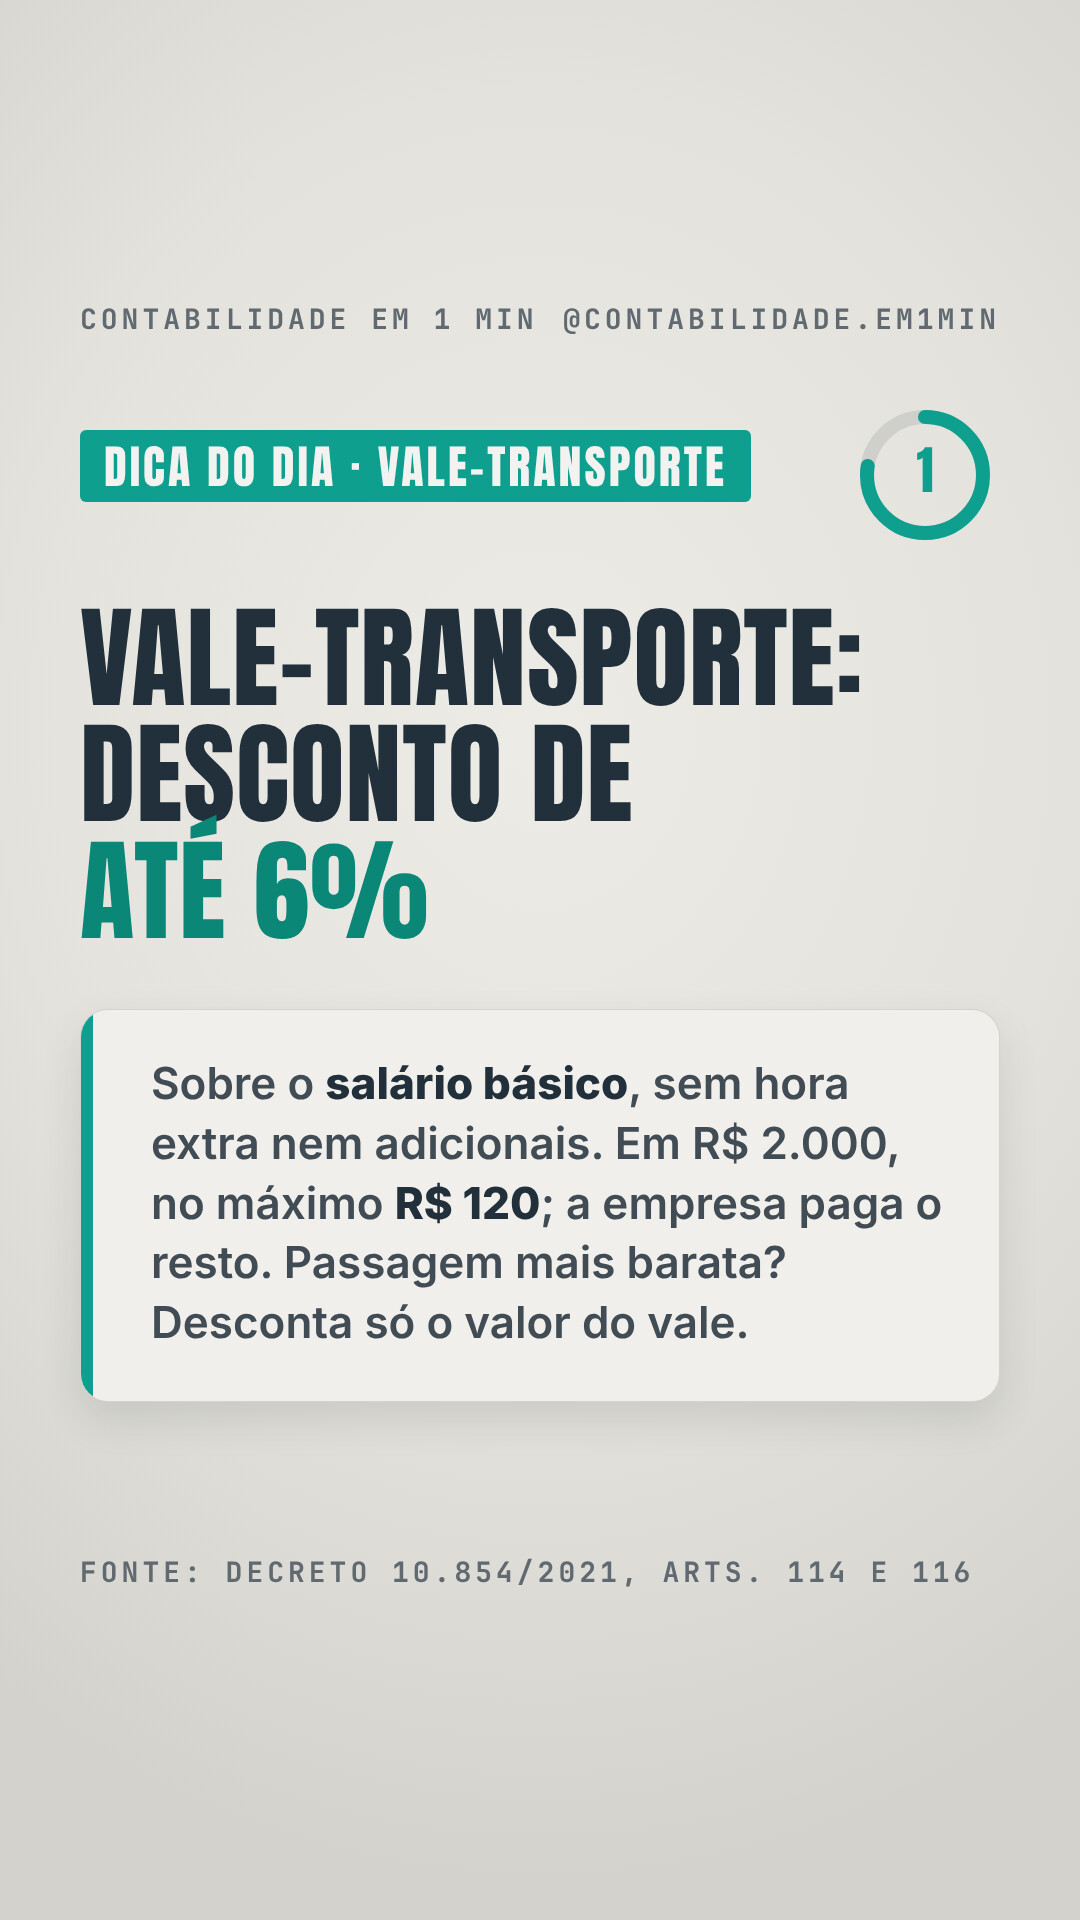 CONTABILIDADE EM 1 MIN @CONTABILIDADE.EM1MIN
DICA DO DIA · VALE-TRANSPORTE
1
VALE-TRANSPORTE:
DESCONTO DE
ATÉ 6%
Sobre o salário básico, sem hora
extra nem adicionais. Em R$ 2.000,
no máximo R$ 120; a empresa paga o
resto. Passagem mais barata?
Desconta só o valor do vale.
FONTE: DECRETO 10.854/2021, ARTS. 114 E 116